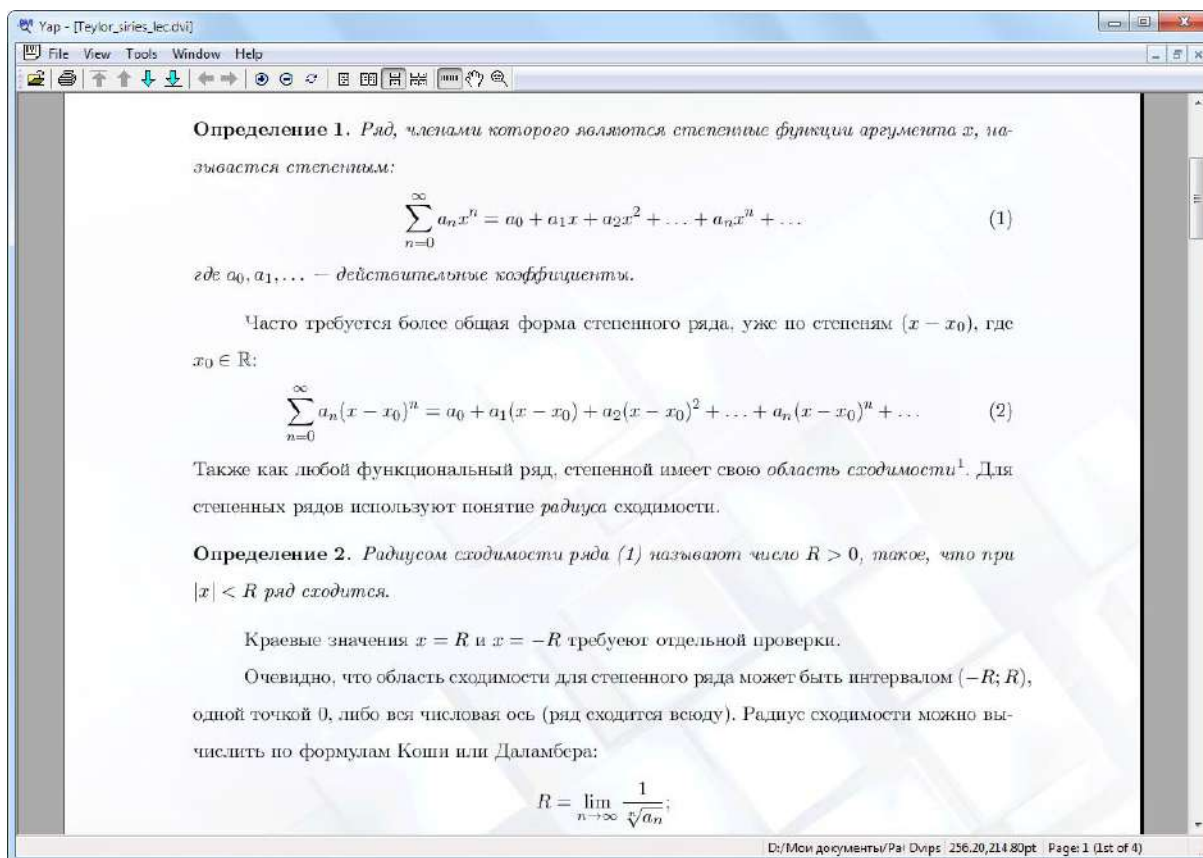 Yap - [Teylor_siries_lec.dvi]
File View Tools Window Help
Определение 1. Ряд, членами которого являются степенные функции аргумента x, на-
зывается степенным:
∑_{n=0}^{∞} a_n x^n = a_0 + a_1 x + a_2 x^2 + … + a_n x^n + … (1)
где a_0, a_1, … — действительные коэффициенты.
Часто требуется более общая форма степенного ряда, уже по степеням (x − x_0), где
x_0 ∈ ℝ:
∑_{n=0}^{∞} a_n(x − x_0)^n = a_0 + a_1(x − x_0) + a_2(x − x_0)^2 + … + a_n(x − x_0)^n + … (2)
Также как любой функциональный ряд, степенной имеет свою область сходимости¹. Для
степенных рядов используют понятие радиуса сходимости.
Определение 2. Радиусом сходимости ряда (1) называют число R > 0, такое, что при
|x| < R ряд сходится.
Краевые значения x = R и x = −R требуеют отдельной проверки.
Очевидно, что область сходимости для степенного ряда может быть интервалом (−R; R),
одной точкой 0, либо вся числовая ось (ряд сходится всюду). Радиус сходимости можно вы-
числить по формулам Коши или Даламбера:
R = lim_{n→∞} 1/ⁿ√a_n;
D:/Мои документы/Pai Dvips 256.20,214.80pt Page: 1 (1st of 4)